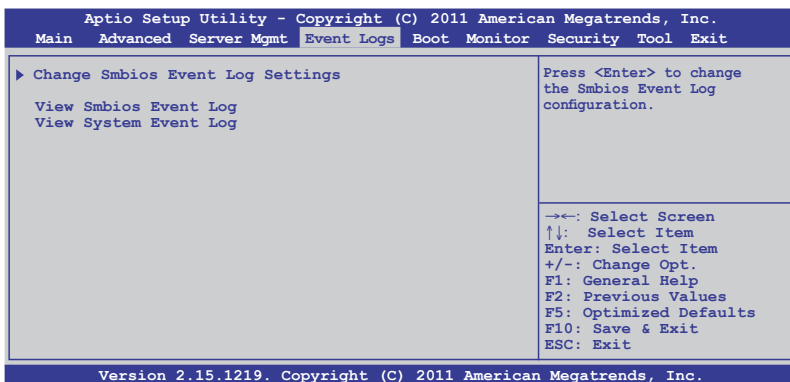 Aptio Setup Utility - Copyright (C) 2011 American Megatrends, Inc.
Main Advanced Server Mgmt Event Logs Boot Monitor Security Tool Exit
▶ Change Smbios Event Log Settings
View Smbios Event Log
View System Event Log
Press <Enter> to change
the Smbios Event Log
configuration.
→←: Select Screen
↑↓: Select Item
Enter: Select Item
+/-: Change Opt.
F1: General Help
F2: Previous Values
F5: Optimized Defaults
F10: Save & Exit
ESC: Exit
Version 2.15.1219. Copyright (C) 2011 American Megatrends, Inc.